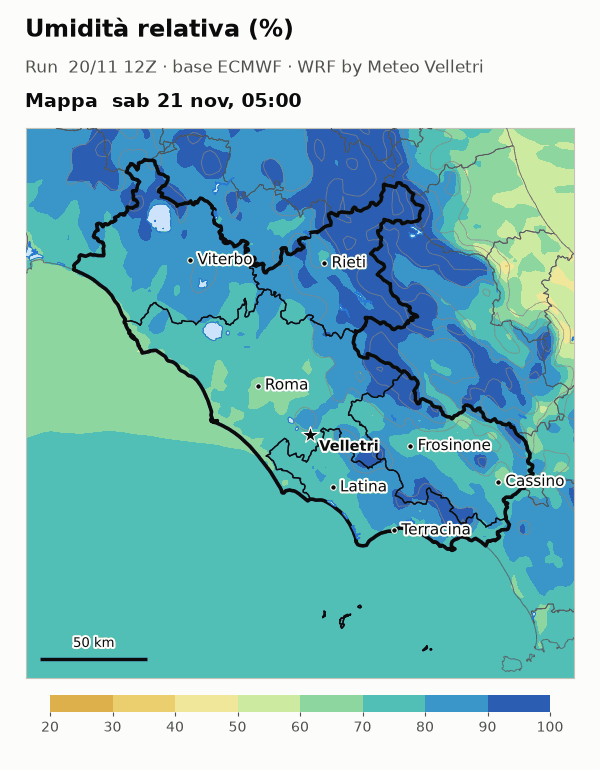 Umidità relativa (%)
Run  20/11 12Z · base ECMWF · WRF by Meteo Velletri
Mappa  sab 21 nov, 05:00
Viterbo
Rieti
Roma
Velletri
Frosinone
Cassino
Latina
Terracina
50 km
20 30 40 50 60 70 80 90 100